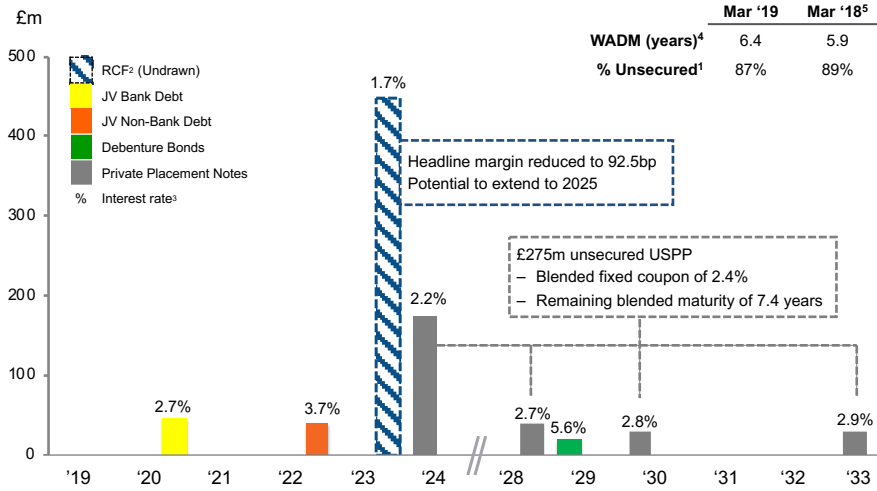 £m
Mar ‘19 Mar ‘18⁵
WADM (years)⁴ 6.4 5.9
% Unsecured¹ 87% 89%
500
400
300
200
100
0
RCF² (Undrawn)
JV Bank Debt
JV Non-Bank Debt
Debenture Bonds
Private Placement Notes
% Interest rate³
1.7%
Headline margin reduced to 92.5bp
Potential to extend to 2025
£275m unsecured USPP
– Blended fixed coupon of 2.4%
– Remaining blended maturity of 7.4 years
2.2%
2.7%
3.7%
2.7%
5.6%
2.8%
2.9%
‘19 ‘20 ‘21 ‘22 ‘23 ‘24 // ‘28 ‘29 ‘30 ‘31 ‘32 ‘33